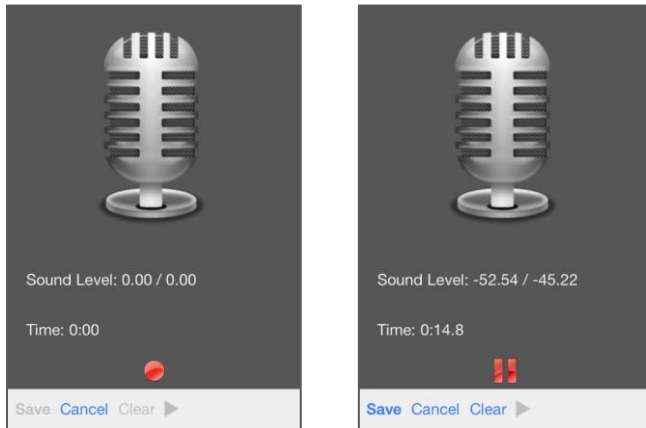 Sound Level: 0.00 / 0.00
Time: 0:00
Save Cancel Clear
Sound Level: -52.54 / -45.22
Time: 0:14.8
Save Cancel Clear